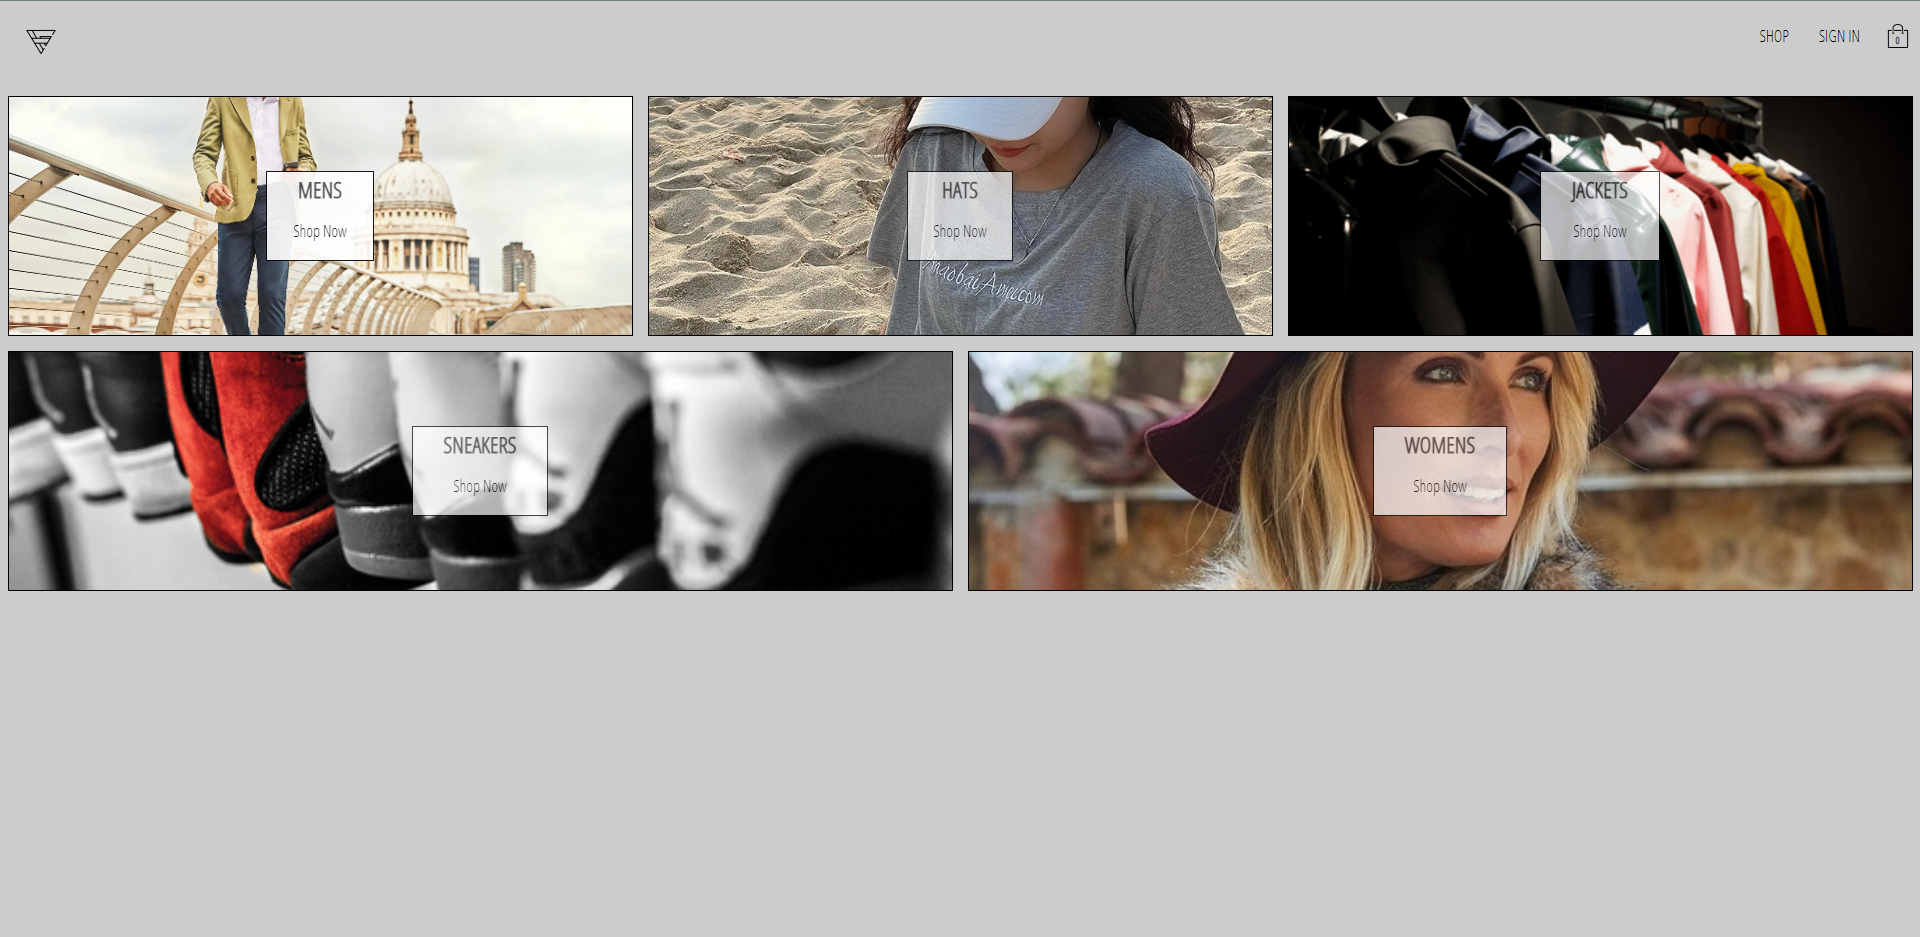 SHOP
SIGN IN
0
MENS
Shop Now
HATS
Shop Now
JACKETS
Shop Now
SNEAKERS
Shop Now
WOMENS
Shop Now